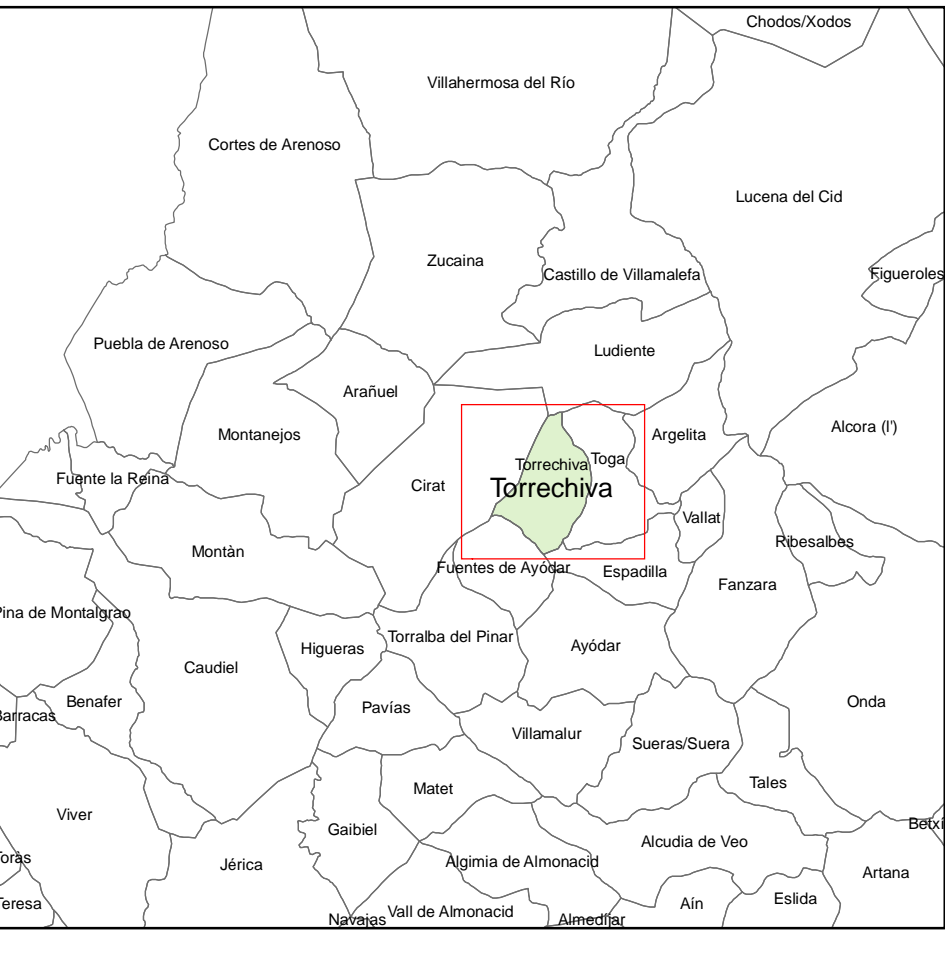 Chodos/Xodos
Villahermosa del Río
Cortes de Arenoso
Lucena del Cid
Zucaina
Castillo de Villamalefa
Figueroles
Puebla de Arenoso
Ludiente
Arañuel
Montanejos
Argelita
Alcora (l')
Toga
Torrechiva
Fuente la Reina
Cirat
Torrechiva
Vallat
Ribesalbes
Montàn
Fuentes de Ayódar
Espadilla
Fanzara
Pina de Montalgrao
Torralba del Pinar
Higueras
Ayódar
Caudiel
Benafer
Onda
Pavías
Barracas
Villamalur
Sueras/Suera
Tales
Matet
Viver
Betxí
Gaibiel
Alcudia de Veo
Toràs
Algimia de Almonacid
Jérica
Artana
Eslida
Teresa
Aín
Vall de Almonacid
Navajas
Almedíjar